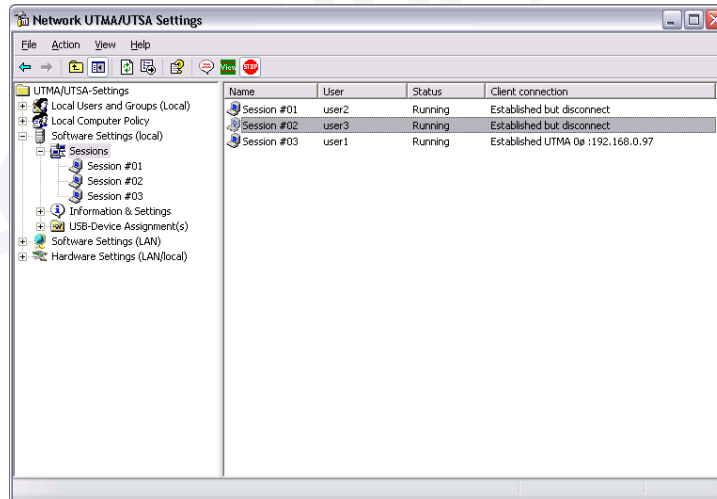 Network UTMA/UTSA Settings
File Action View Help
View STOP
UTMA/UTSA-Settings
Local Users and Groups (Local)
Local Computer Policy
Software Settings (local)
Sessions
Session #01
Session #02
Session #03
Information & Settings
USB-Device Assignment(s)
Software Settings (LAN)
Hardware Settings (LAN/local)
Name User Status Client connection
Session #01 user2 Running Established but disconnect
Session #02 user3 Running Established but disconnect
Session #03 user1 Running Established UTMA 0ø :192.168.0.97